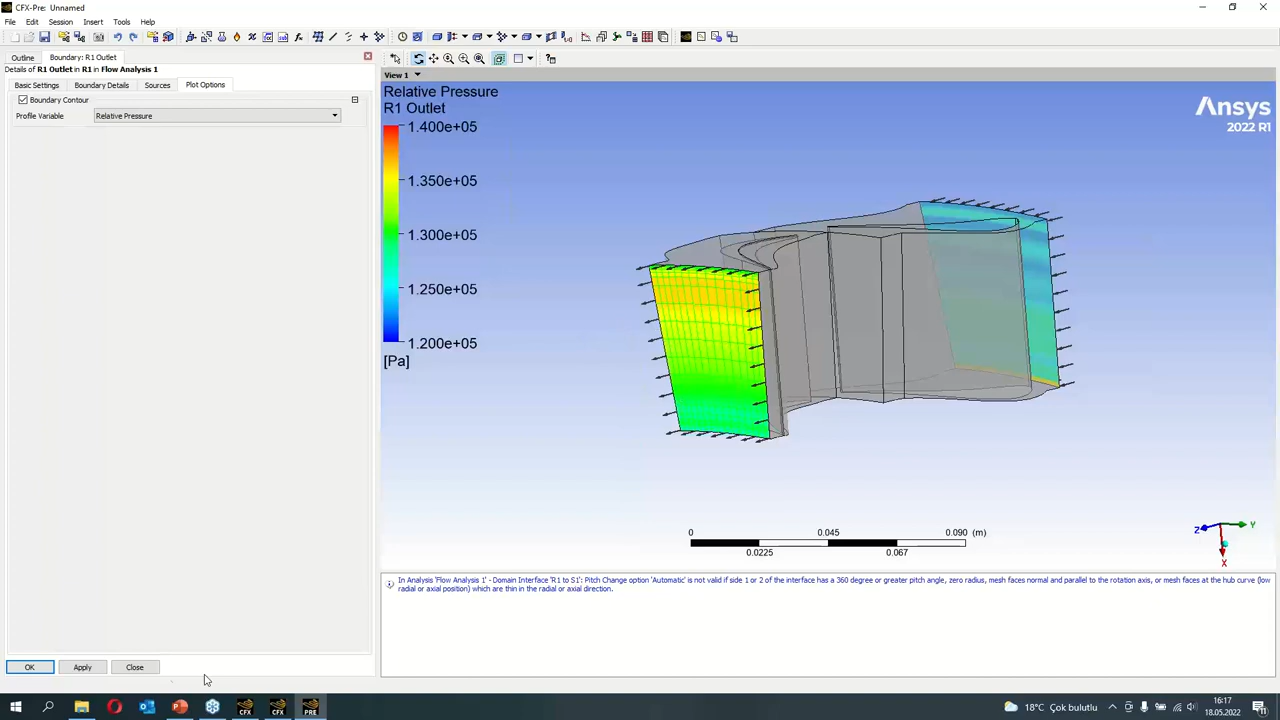 CFX-Pre: Unnamed
File Edit Session Insert Tools Help
Outline Boundary: R1 Outlet
Details of R1 Outlet in R1 in Flow Analysis 1
Basic Settings Boundary Details Sources Plot Options
Boundary Contour
Profile Variable Relative Pressure
OK Apply Close
View 1
Relative Pressure
R1 Outlet
1.400e+05
1.350e+05
1.300e+05
1.250e+05
1.200e+05
[Pa]
Ansys
2022 R1
0 0.045 0.090 (m)
0.0225 0.067
Z Y
X
In Analysis 'Flow Analysis 1' - Domain Interface 'R1 to S1': Pitch Change option 'Automatic' is not valid if side 1 or 2 of the interface has a 360 degree or greater pitch angle, zero radius, mesh faces normal and parallel to the rotation axis, or mesh faces at the hub curve (low
radial or axial position) which are thin in the radial or axial direction.
CFX CFX PRE
18°C Çok bulutlu
16:17
18.05.2022